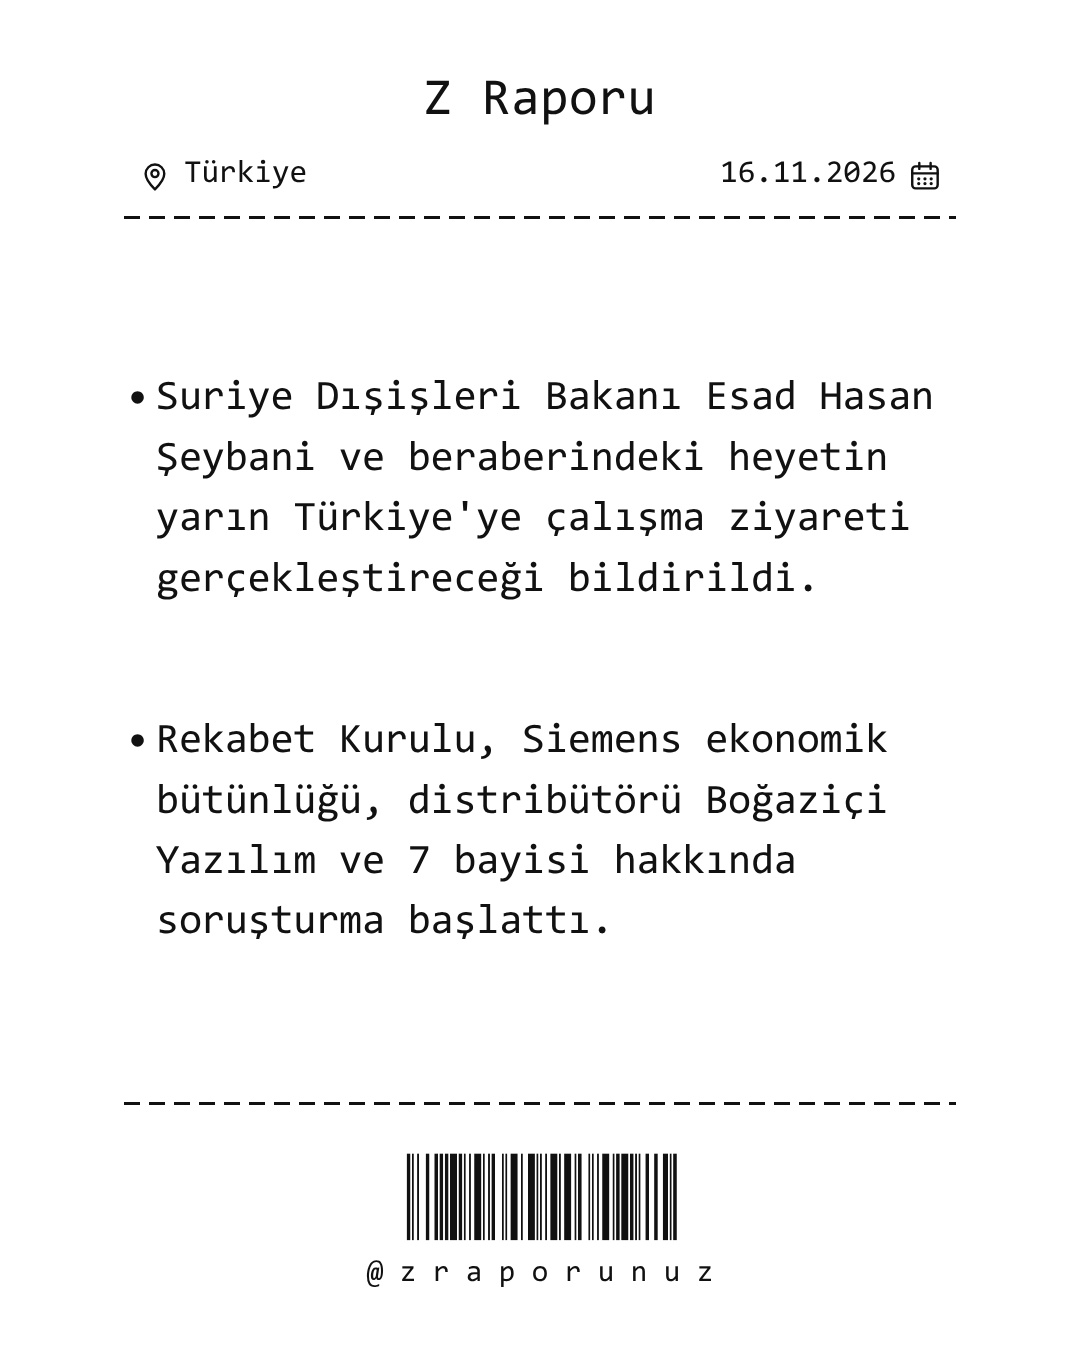 Z Raporu
Türkiye
16.11.2026
• Suriye Dışişleri Bakanı Esad Hasan
Şeybani ve beraberindeki heyetin
yarın Türkiye'ye çalışma ziyareti
gerçekleştireceği bildirildi.
• Rekabet Kurulu, Siemens ekonomik
bütünlüğü, distribütörü Boğaziçi
Yazılım ve 7 bayisi hakkında
soruşturma başlattı.
@zraporunuz